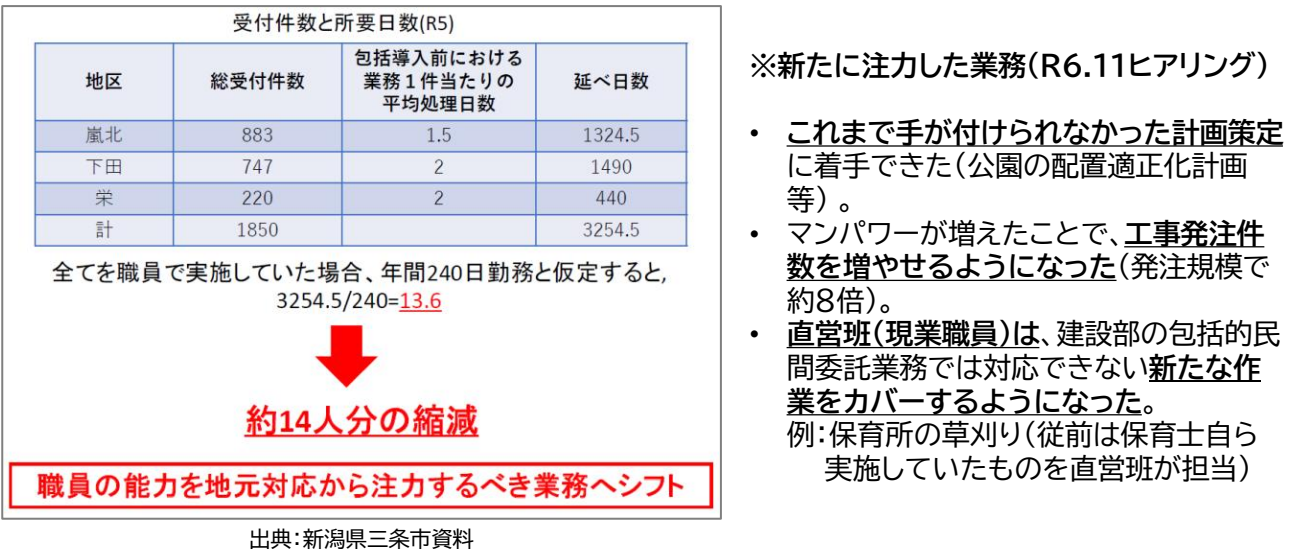 受付件数と所要日数(R5)
地区 総受付件数 包括導入前における業務１件当たりの平均処理日数 延べ日数
嵐北 883 1.5 1324.5
下田 747 2 1490
栄 220 2 440
計 1850 3254.5
全てを職員で実施していた場合、年間240日勤務と仮定すると,
3254.5/240=13.6
約14人分の縮減
職員の能力を地元対応から注力するべき業務へシフト
出典：新潟県三条市資料
※新たに注力した業務（R6.11ヒアリング）
• これまで手が付けられなかった計画策定
に着手できた（公園の配置適正化計画
等）。
• マンパワーが増えたことで、工事発注件
数を増やせるようになった（発注規模で
約８倍）。
• 直営班（現業職員）は、建設部の包括的民
間委託業務では対応できない新たな作
業をカバーするようになった。
例：保育所の草刈り（従前は保育士自ら
実施していたものを直営班が担当）